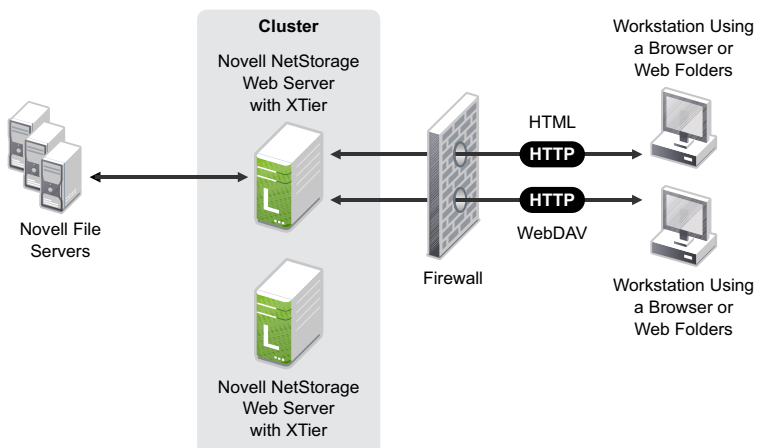 Cluster
Novell NetStorage
Web Server
with XTier
Workstation Using
a Browser or
Web Folders
HTML
HTTP
HTTP
WebDAV
Novell File
Servers
L
Firewall
Workstation Using
a Browser or
Web Folders
L
Novell NetStorage
Web Server
with XTier